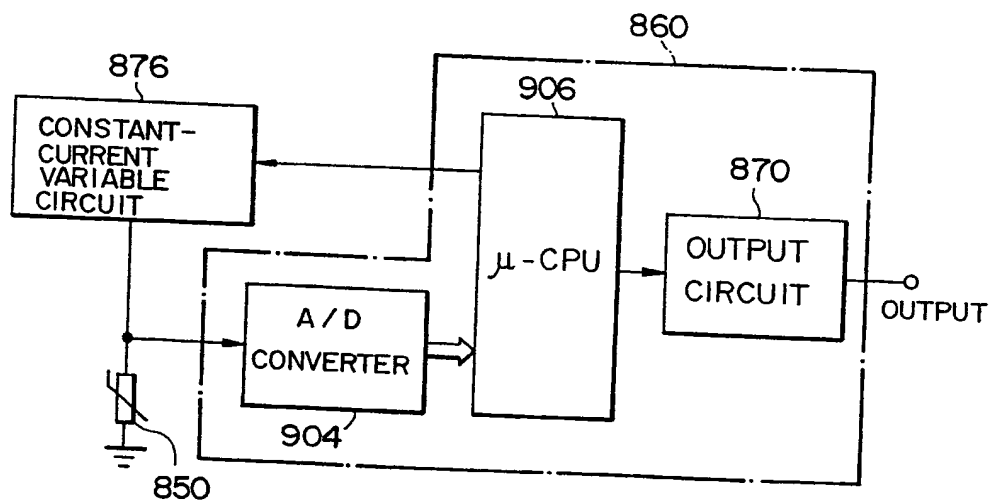 860
876
906
CONSTANT-
CURRENT
VARIABLE
CIRCUIT
870
μ-CPU
OUTPUT
CIRCUIT
OUTPUT
A/D
CONVERTER
904
850